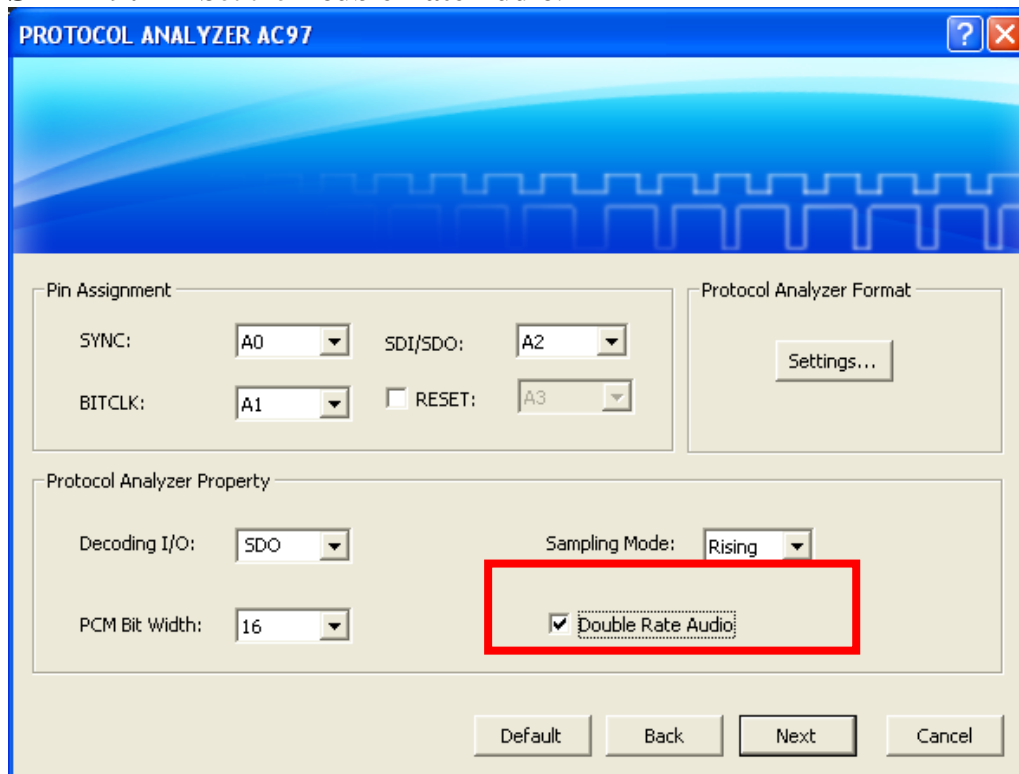 PROTOCOL ANALYZER AC97
Pin Assignment
SYNC: A0 SDI/SDO: A2
BITCLK: A1 RESET: A3
Protocol Analyzer Format
Settings...
Protocol Analyzer Property
Decoding I/O: SDO Sampling Mode: Rising
PCM Bit Width: 16 Double Rate Audio
Default Back Next Cancel